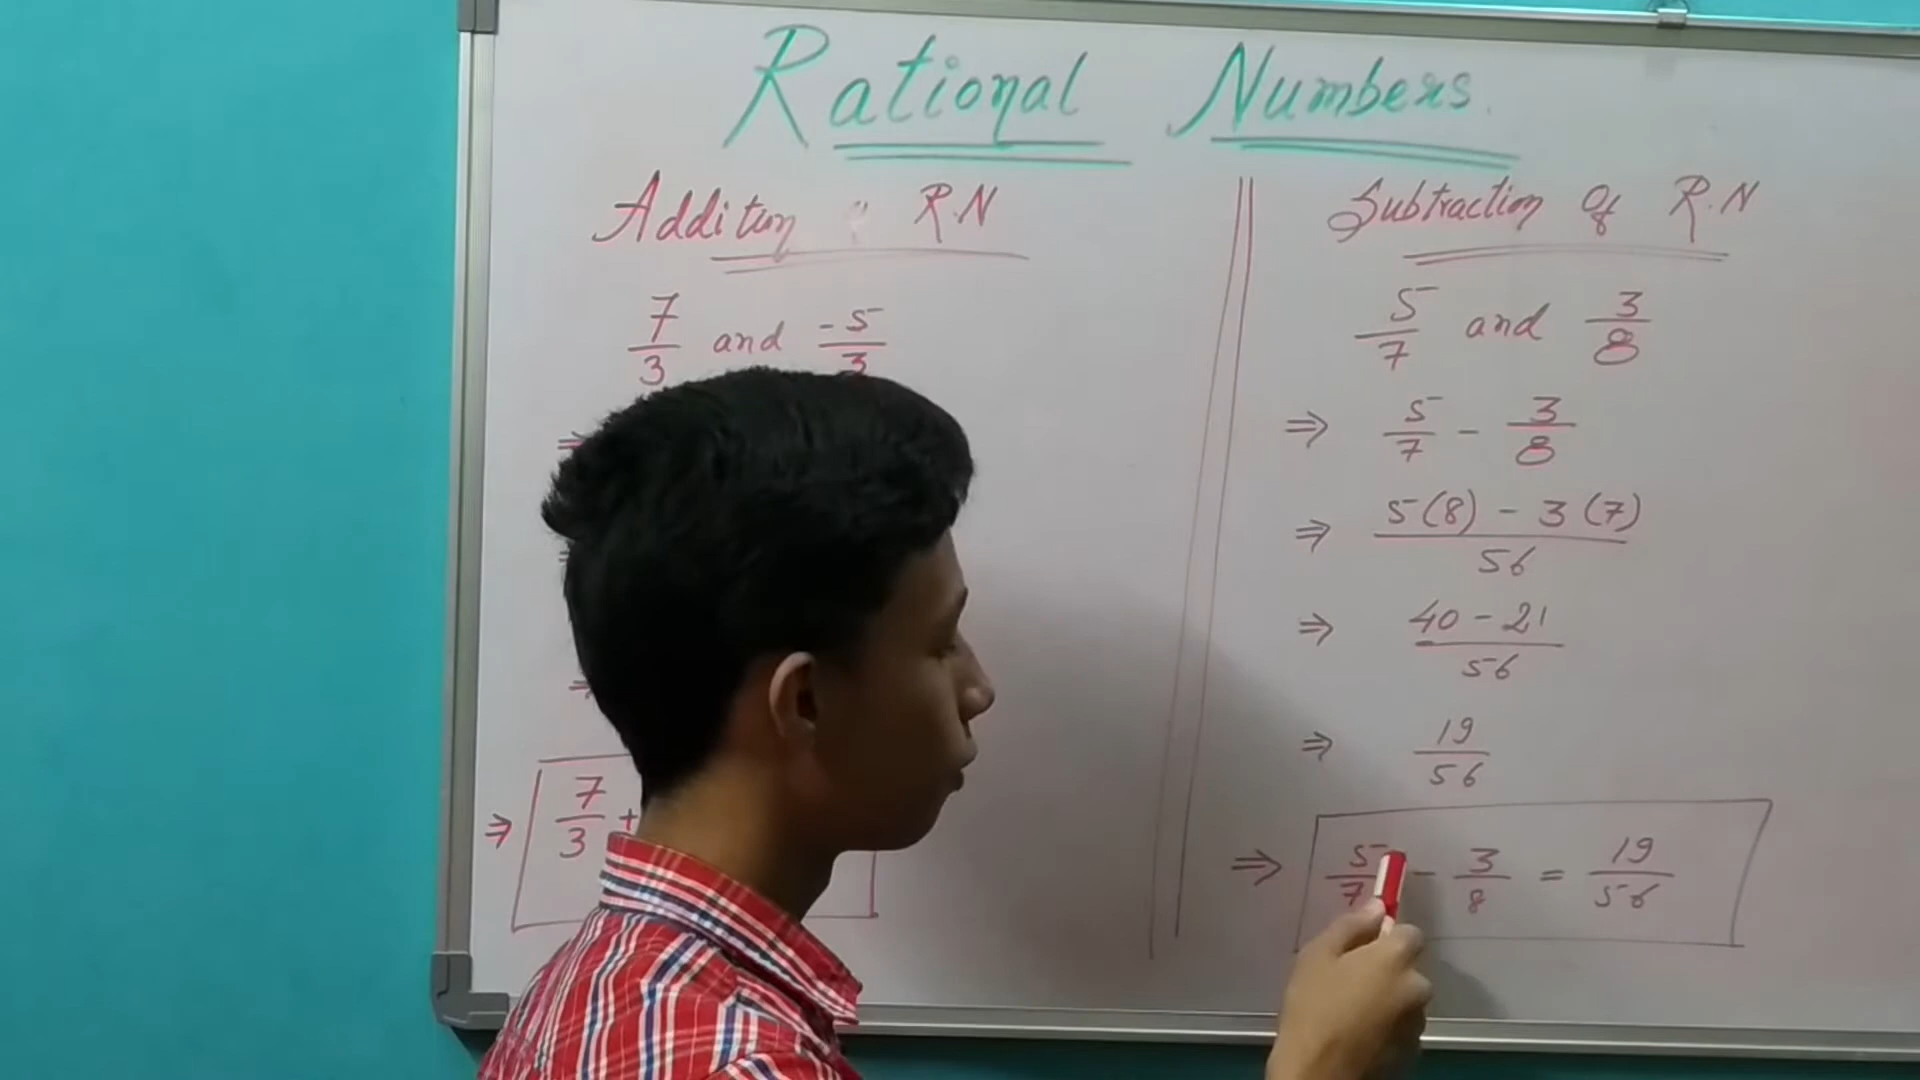 Rational Numbers.
Addition R.N
7/3 and -5/3
⇒
⇒
⇒ 7/3 +
Subtraction Of R.N
5/7 and 3/8
⇒ 5/7 - 3/8
⇒ 5(8) - 3(7)/56
⇒ 40 - 21/56
⇒ 19/56
⇒ 5/7 - 3/8 = 19/56